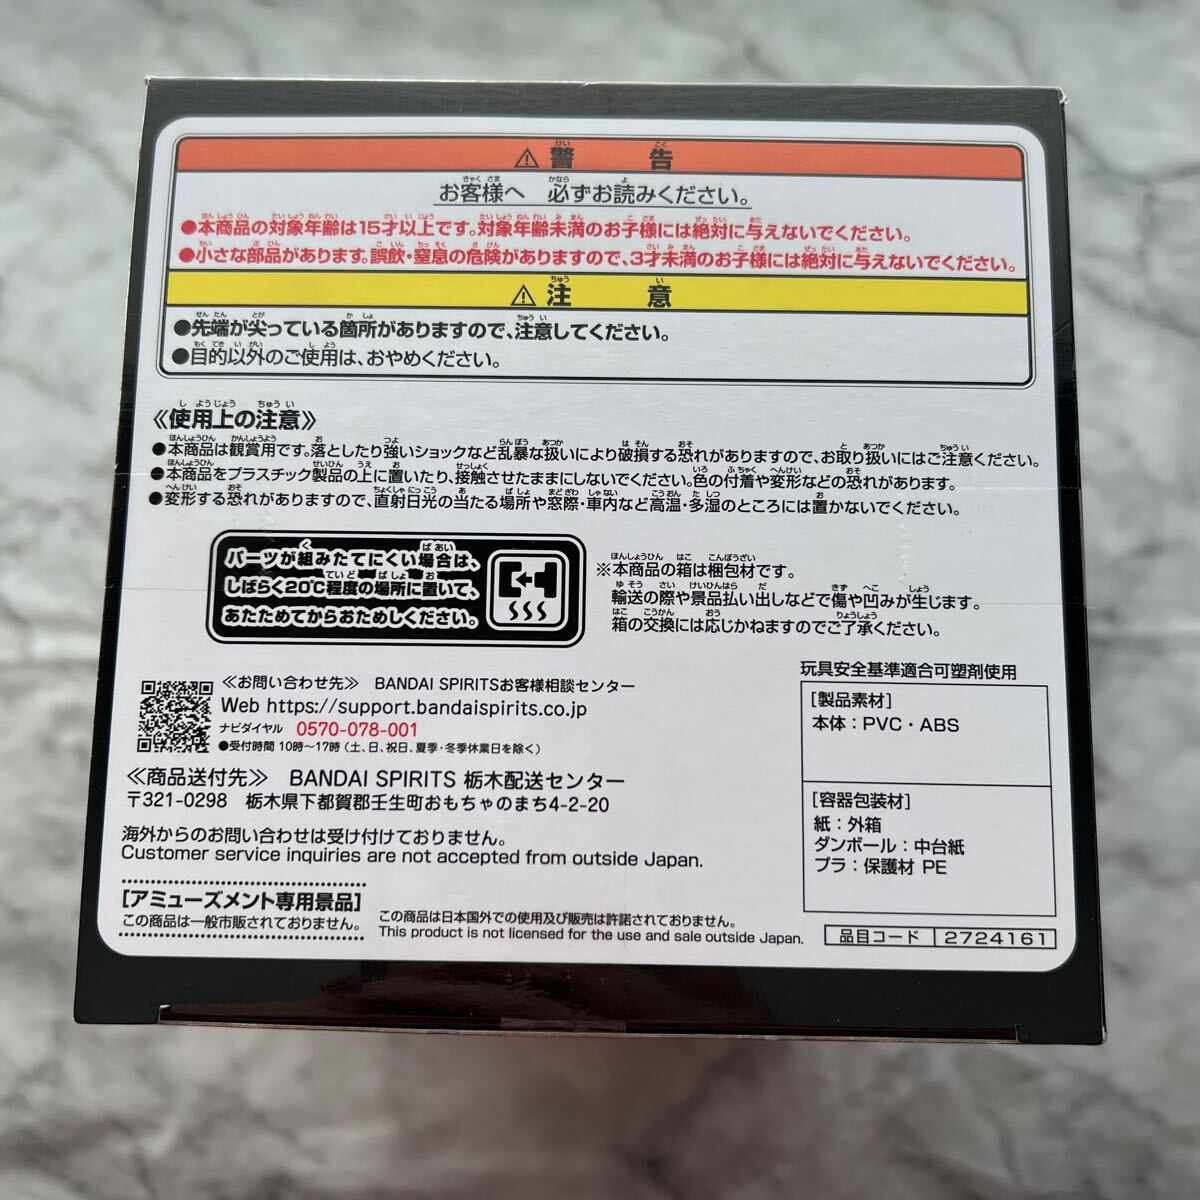 ⚠警告
お客様へ 必ずお読みください。
●本商品の対象年齢は15才以上です。対象年齢未満のお子様には絶対に与えないでください。
●小さな部品があります。誤飲・窒息の危険がありますので、3才未満のお子様には絶対に与えないでください。
⚠注意
●先端が尖っている箇所がありますので、注意してください。
●目的以外のご使用は、おやめください。
≪使用上の注意≫
●本商品は観賞用です。落としたり強いショックなど乱暴な扱いにより破損する恐れがありますので、お取り扱いにはご注意ください。
●本商品をプラスチック製品の上に置いたり、接触させたままにしないでください。色の付着や変形などの恐れがあります。
●変形する恐れがありますので、直射日光の当たる場所や窓際・車内など高温・多湿のところには置かないでください。
パーツが組みたてにくい場合は、
しばらく20℃程度の場所に置いて、
あたためてからおためしください。
※本商品の箱は梱包材です。
輸送の際や景品払い出しなどで傷や凹みが生じます。
箱の交換には応じかねますのでご了承ください。
≪お問い合わせ先≫ BANDAI SPIRITSお客様相談センター
Web https://support.bandaispirits.co.jp
ナビダイヤル 0570-078-001
●受付時間 10時～17時（土、日、祝日、夏季・冬季休業日を除く）
≪商品送付先≫ BANDAI SPIRITS 栃木配送センター
〒321-0298 栃木県下都賀郡壬生町おもちゃのまち4-2-20
海外からのお問い合わせは受け付けておりません。
Customer service inquiries are not accepted from outside Japan.
[アミューズメント専用景品]
この商品は一般市販されておりません。
この商品は日本国外での使用及び販売は許諾されておりません。
This product is not licensed for the use and sale outside Japan.
玩具安全基準適合可塑剤使用
[製品素材]
本体：PVC・ABS
[容器包装材]
紙：外箱
ダンボール：中台紙
プラ：保護材 PE
品目コード 2724161